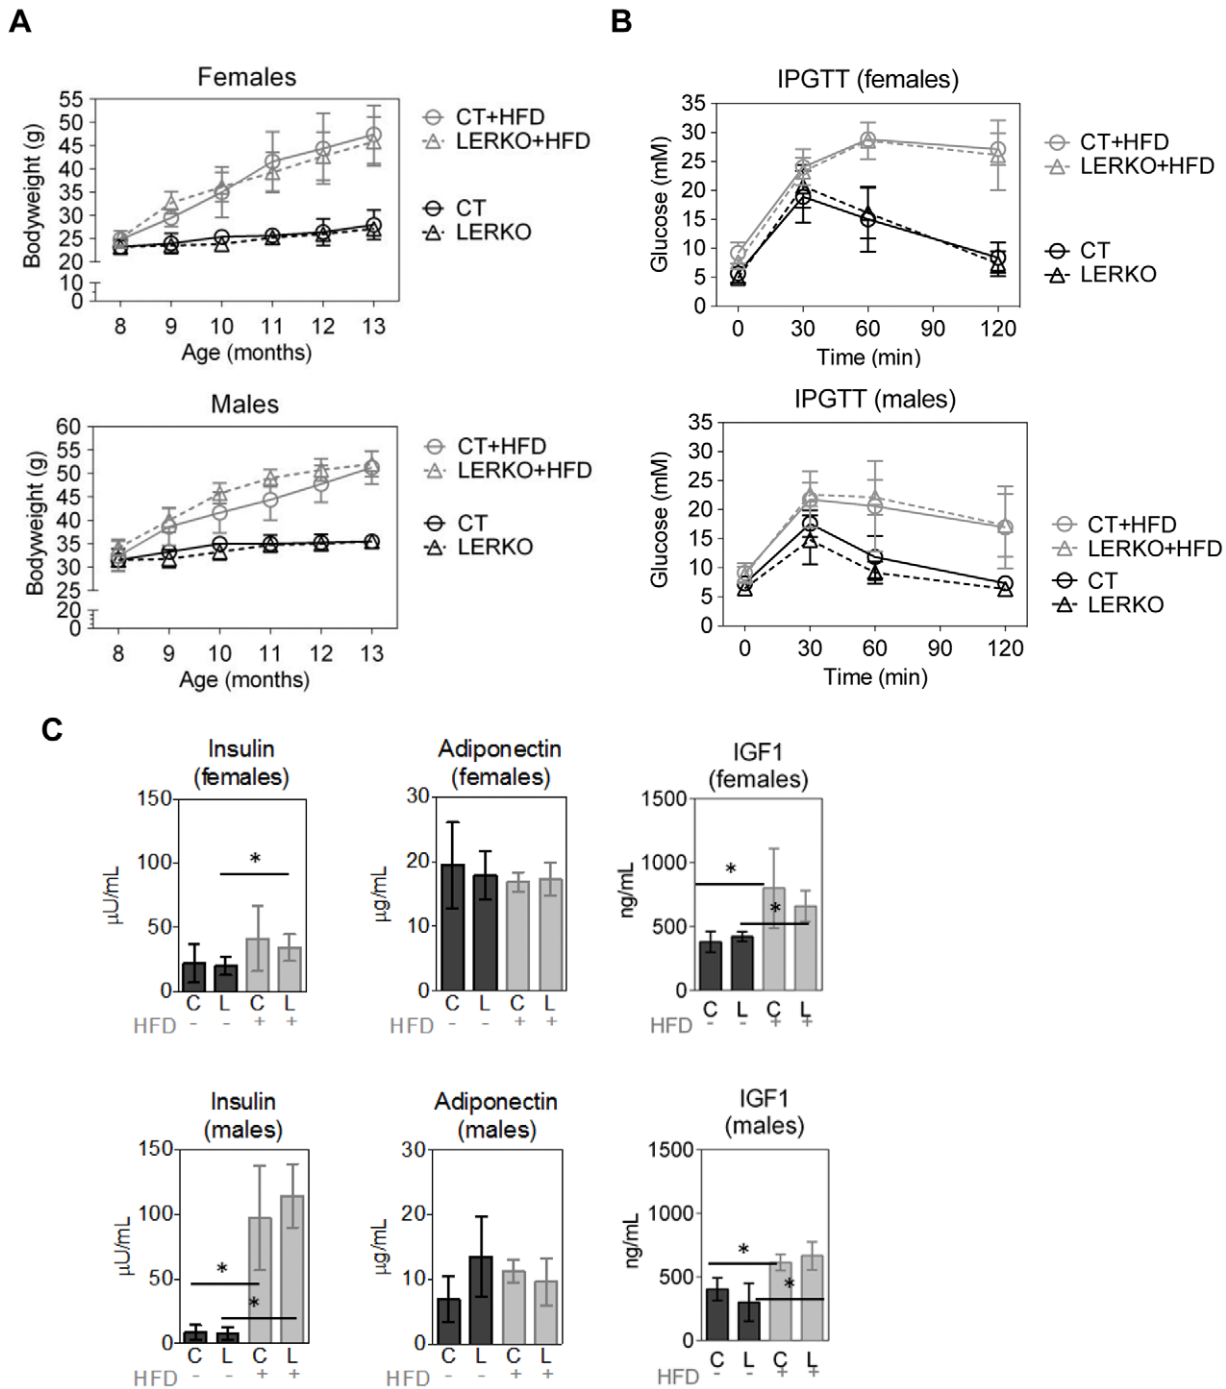 A
B
Females
55
50
45
40
35
30
25
20
10
0
Bodyweight (g)
8 9 10 11 12 13
Age (months)
CT+HFD
LERKO+HFD
CT
LERKO
IPGTT (females)
35
30
25
20
15
10
5
0
Glucose (mM)
0 30 60 90 120
Time (min)
CT+HFD
LERKO+HFD
CT
LERKO
Males
60
55
50
45
40
35
30
25
20
0
Bodyweight (g)
8 9 10 11 12 13
Age (months)
CT+HFD
LERKO+HFD
CT
LERKO
IPGTT (males)
35
30
25
20
15
10
5
0
Glucose (mM)
0 30 60 90 120
Time (min)
CT+HFD
LERKO+HFD
CT
LERKO
C
Insulin
(females)
150
100
50
0
µU/mL
*
C L C L
HFD - - + +
Adiponectin
(females)
30
20
10
0
µg/mL
C L C L
HFD - - + +
IGF1
(females)
1500
1000
500
0
ng/mL
*
*
C L C L
HFD - - + +
Insulin
(males)
150
100
50
0
µU/mL
*
*
C L C L
HFD - - + +
Adiponectin
(males)
30
20
10
0
µg/mL
C L C L
HFD - - + +
IGF1
(males)
1500
1000
500
0
ng/mL
*
*
C L C L
HFD - - + +